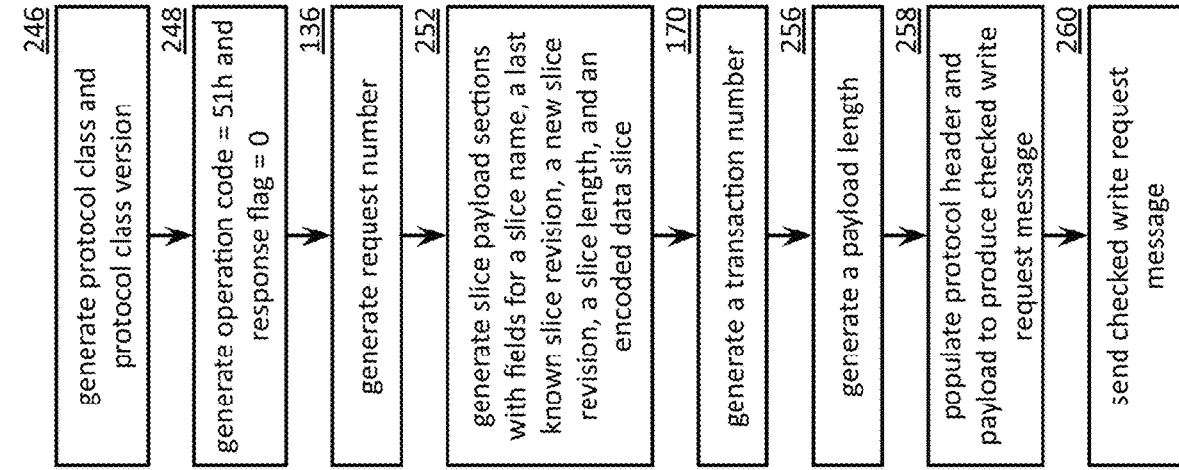 246
generate protocol class and
protocol class version
248
generate operation code = 51h and
response flag = 0
136
generate request number
252
generate slice payload sections
with fields for a slice name, a last
known slice revision, a new slice
revision, a slice length, and an
encoded data slice
170
generate a transaction number
256
generate a payload length
258
populate protocol header and
payload to produce checked write
request message
260
send checked write request
message